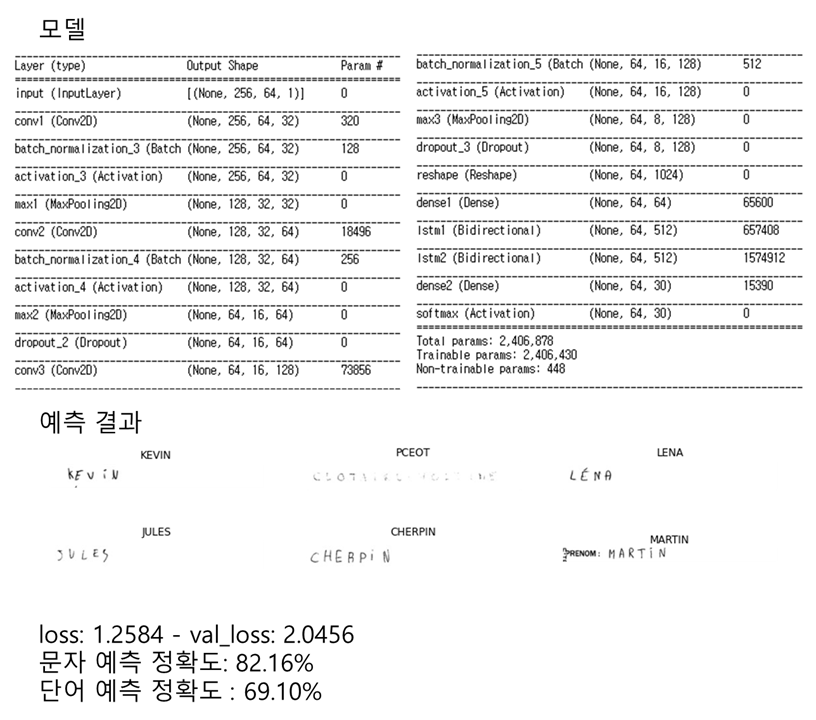 모델
Layer (type) Output Shape Param #
input (InputLayer) [(None, 256, 64, 1)] 0
conv1 (Conv2D) (None, 256, 64, 32) 320
batch_normalization_3 (Batch (None, 256, 64, 32) 128
activation_3 (Activation) (None, 256, 64, 32) 0
max1 (MaxPooling2D) (None, 128, 32, 32) 0
conv2 (Conv2D) (None, 128, 32, 64) 18496
batch_normalization_4 (Batch (None, 128, 32, 64) 256
activation_4 (Activation) (None, 128, 32, 64) 0
max2 (MaxPooling2D) (None, 64, 16, 64) 0
dropout_2 (Dropout) (None, 64, 16, 64) 0
conv3 (Conv2D) (None, 64, 16, 128) 73856
batch_normalization_5 (Batch (None, 64, 16, 128) 512
activation_5 (Activation) (None, 64, 16, 128) 0
max3 (MaxPooling2D) (None, 64, 8, 128) 0
dropout_3 (Dropout) (None, 64, 8, 128) 0
reshape (Reshape) (None, 64, 1024) 0
dense1 (Dense) (None, 64, 64) 65600
lstm1 (Bidirectional) (None, 64, 512) 657408
lstm2 (Bidirectional) (None, 64, 512) 1574912
dense2 (Dense) (None, 64, 30) 15390
softmax (Activation) (None, 64, 30) 0
Total params: 2,406,878
Trainable params: 2,406,430
Non-trainable params: 448
예측 결과
KEVIN PCEOT LENA
KEViN LÉNA
JULES CHERPIN MARTIN
JULES CHERPiN PRENOM: MARTiN
loss: 1.2584 - val_loss: 2.0456
문자 예측 정확도: 82.16%
단어 예측 정확도 : 69.10%